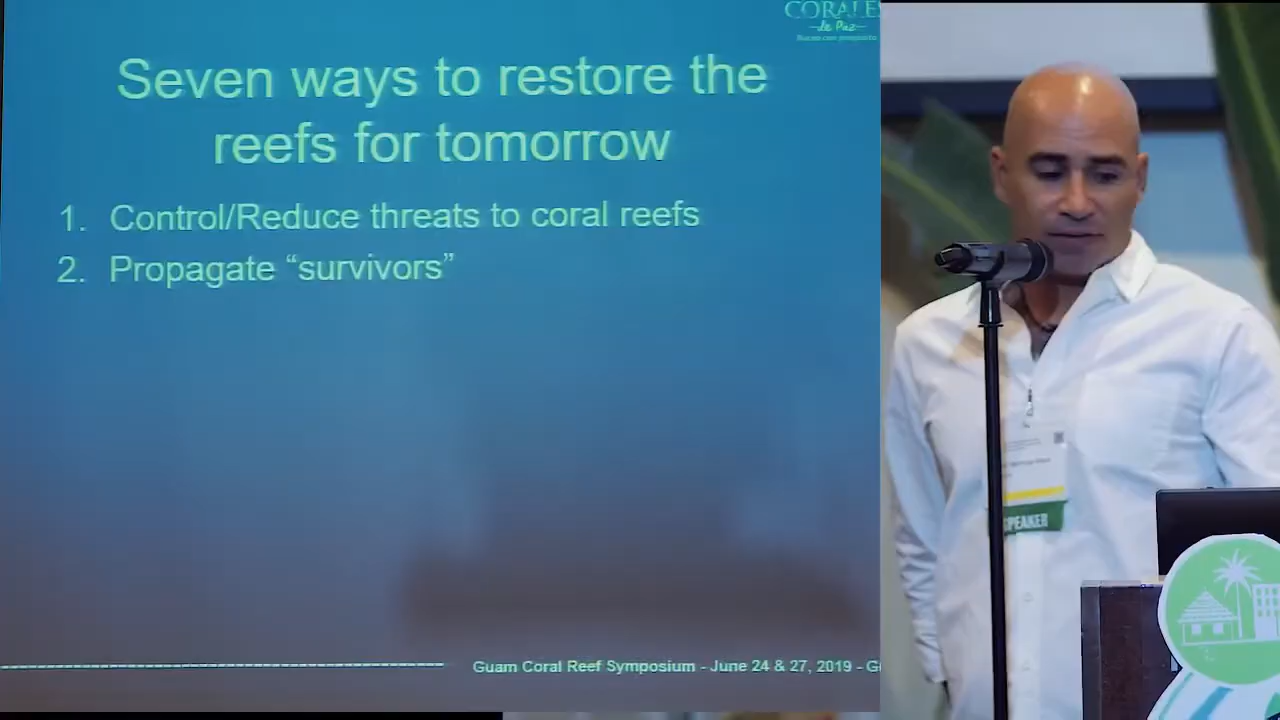 CORALES
de Paz
Seven ways to restore the
reefs for tomorrow
1. Control/Reduce threats to coral reefs
2. Propagate “survivors”
Guam Coral Reef Symposium - June 24 & 27, 2019 - G
SPEAKER